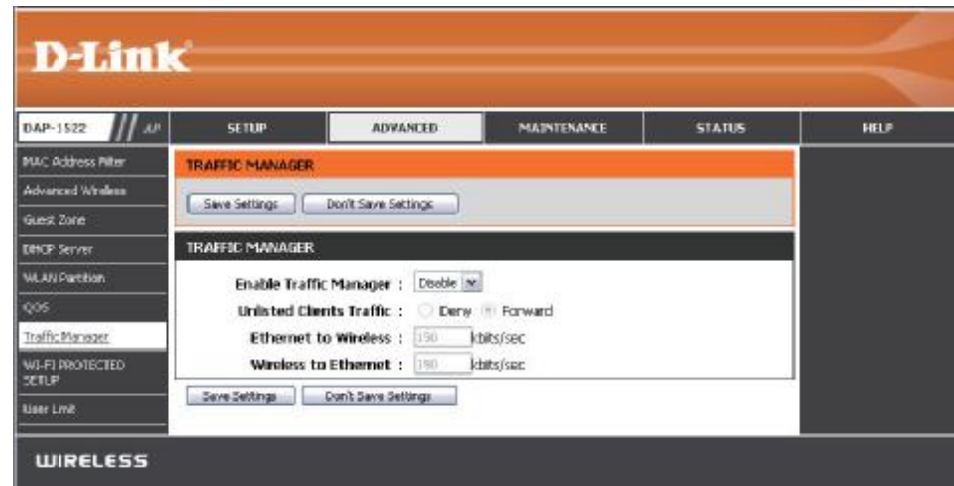 D-Link
DAP-1522 // AP SETUP ADVANCED MAINTENANCE STATUS HELP
MAC Address Filter
Advanced Wireless
Guest Zone
DHCP Server
WLAN Partition
QOS
Traffic Manager
WI-FI PROTECTED
SETUP
User Limit
TRAFFIC MANAGER
Save Settings Don't Save Settings
TRAFFIC MANAGER
Enable Traffic Manager : Disable
Unlisted Clients Traffic : Deny Forward
Ethernet to Wireless : 190 kbits/sec
Wireless to Ethernet : 190 kbits/sec
Save Settings Don't Save Settings
WIRELESS